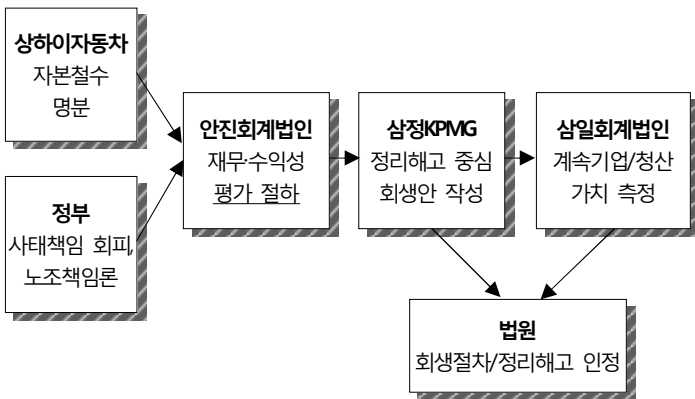 상하이자동차
자본철수
명분
정부
사태책임 회피,
노조책임론
안진회계법인
재무·수익성
평가 절하
삼정KPMG
정리해고 중심
회생안 작성
삼일회계법인
계속기업/청산
가치 측정
법원
회생절차/정리해고 인정